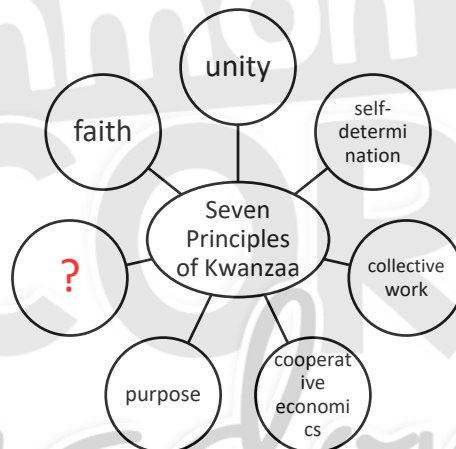 unity
self-
determi
nation
collective
work
cooperat
ive
economi
cs
purpose
?
faith
Seven
Principles
of Kwanzaa